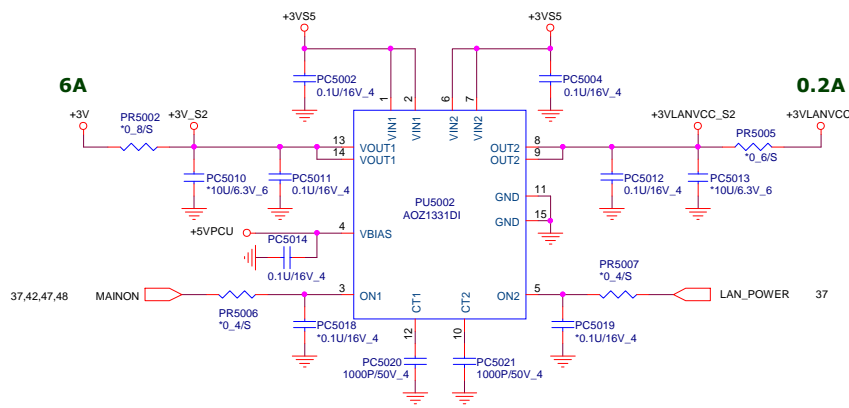 +3VS5
+3VS5
PC5002
0.1U/16V_4
PC5004
0.1U/16V_4
6A
0.2A
+3V
PR5002
*0_8/S
+3V_S2
+3VLANVCC_S2
PR5005
*0_6/S
+3VLANVCC
1
2
6
7
VIN1
VIN1
VIN2
VIN2
13
14
VOUT1
VOUT1
OUT2
OUT2
8
9
PC5010
*10U/6.3V_6
PC5011
0.1U/16V_4
PC5012
0.1U/16V_4
PC5013
*10U/6.3V_6
PU5002
AOZ1331DI
GND
11
GND
15
+5VPCU
4
VBIAS
PC5014
0.1U/16V_4
37,42,47,48
MAINON
PR5006
*0_4/S
3
ON1
CT1
CT2
ON2
5
PR5007
*0_4/S
LAN_POWER
37
PC5018
*0.1U/16V_4
12
10
PC5019
*0.1U/16V_4
PC5020
1000P/50V_4
PC5021
1000P/50V_4